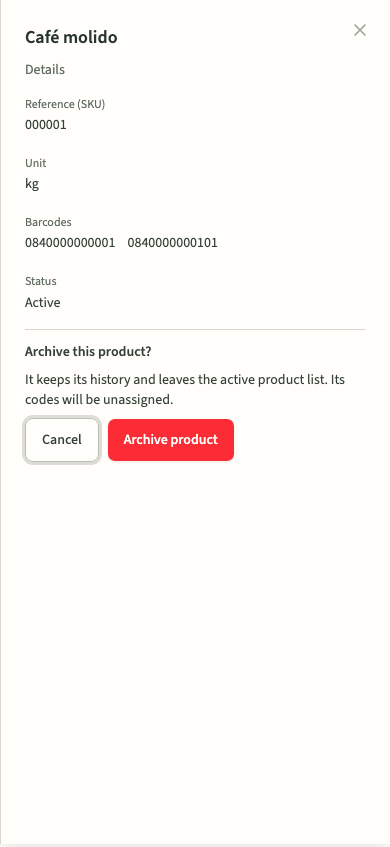 Café molido
Details
Reference (SKU)
000001
Unit
kg
Barcodes
0840000000001 0840000000101
Status
Active
Archive this product?
It keeps its history and leaves the active product list. Its
codes will be unassigned.
Cancel Archive product